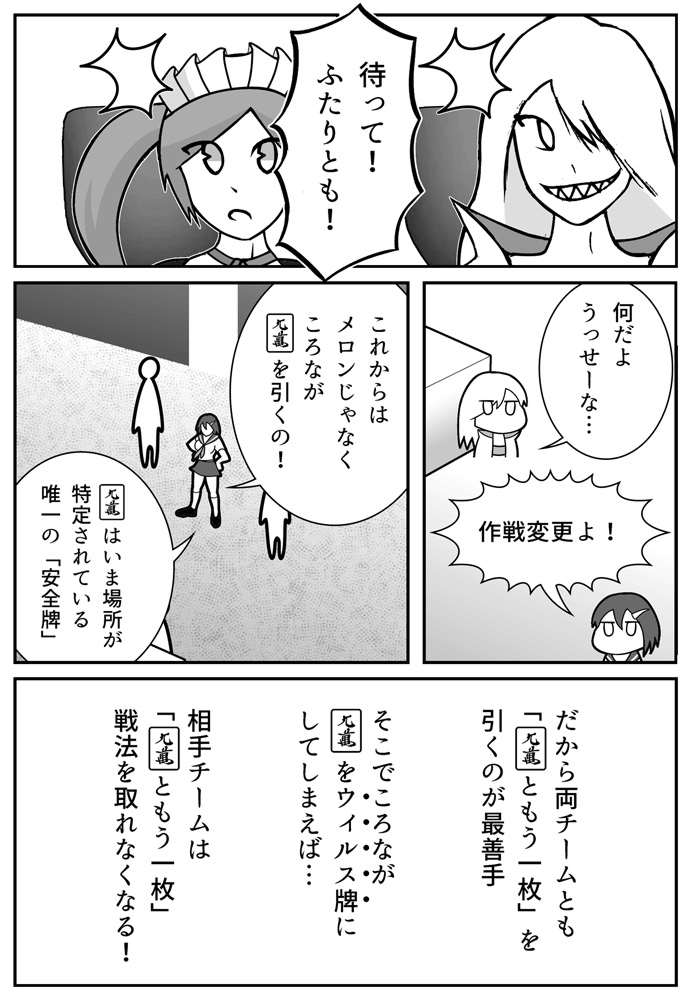 待って！
ふたりとも！
何だよ
うっせーな…
作戦変更よ！
これからは
メロンじゃなく
ころなが
九萬を引くの！
九萬はいま場所が
特定されている
唯一の「安全牌」
だから両チームとも
「九萬ともう一枚」を
引くのが最善手
そこでころなが
九萬をウィルス牌に
してしまえば…
相手チームは
「九萬ともう一枚」
戦法を取れなくなる！